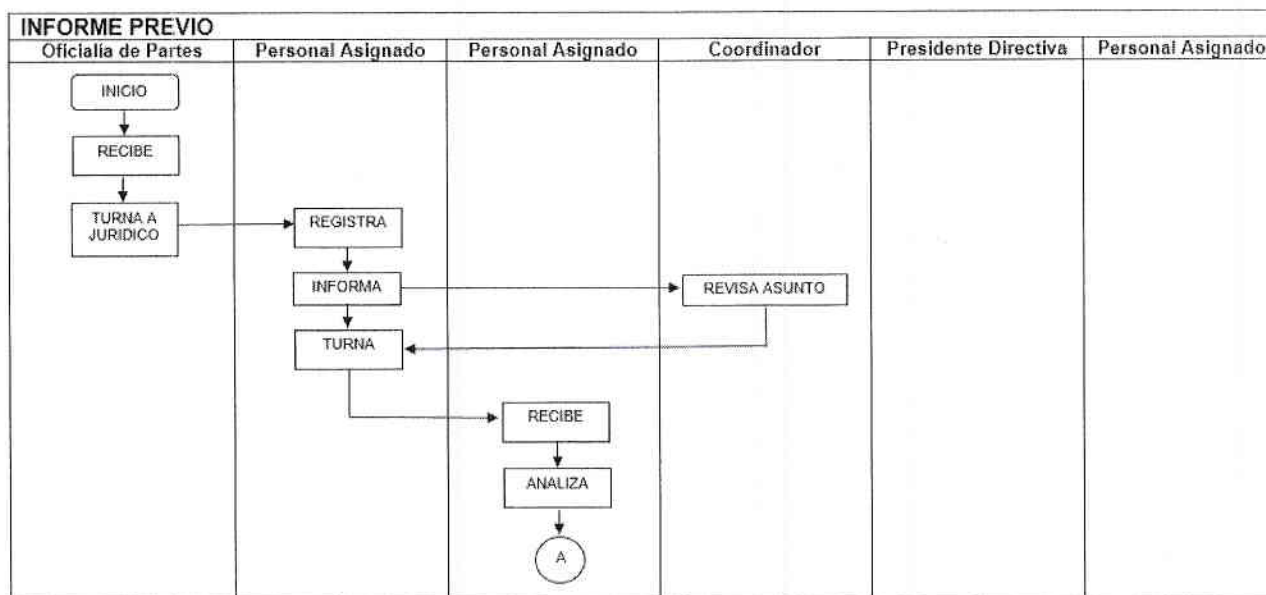 INFORME PREVIO
Oficialía de Partes
Personal Asignado
Personal Asignado
Coordinador
Presidente Directiva
Personal Asignado
INICIO
RECIBE
TURNA A
JURIDICO
REGISTRA
INFORMA
REVISA ASUNTO
TURNA
RECIBE
ANALIZA
A